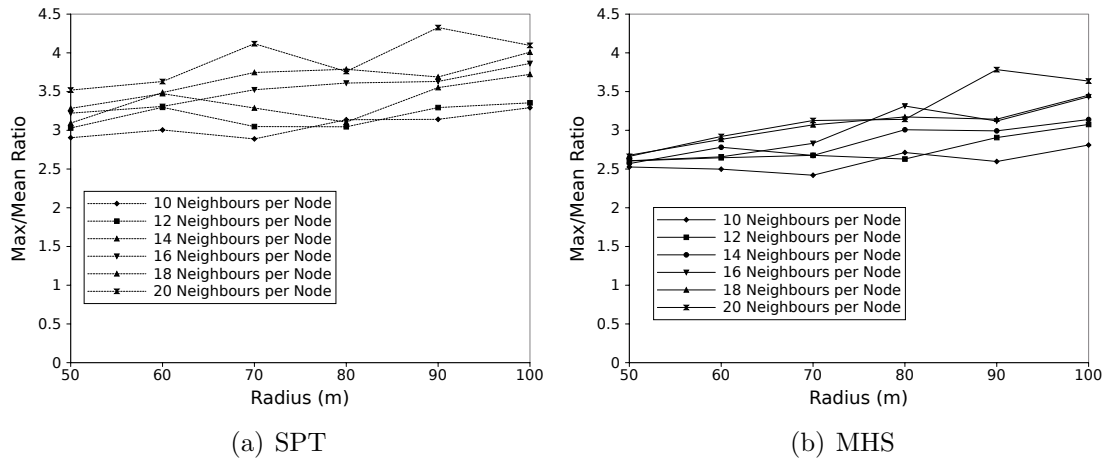 4.5
4
3.5
3
2.5
2
1.5
1
0.5
0
Max/Mean Ratio
10 Neighbours per Node
12 Neighbours per Node
14 Neighbours per Node
16 Neighbours per Node
18 Neighbours per Node
20 Neighbours per Node
50 60 70 80 90 100
Radius (m)
(a) SPT
4.5
4
3.5
3
2.5
2
1.5
1
0.5
0
Max/Mean Ratio
10 Neighbours per Node
12 Neighbours per Node
14 Neighbours per Node
16 Neighbours per Node
18 Neighbours per Node
20 Neighbours per Node
50 60 70 80 90 100
Radius (m)
(b) MHS